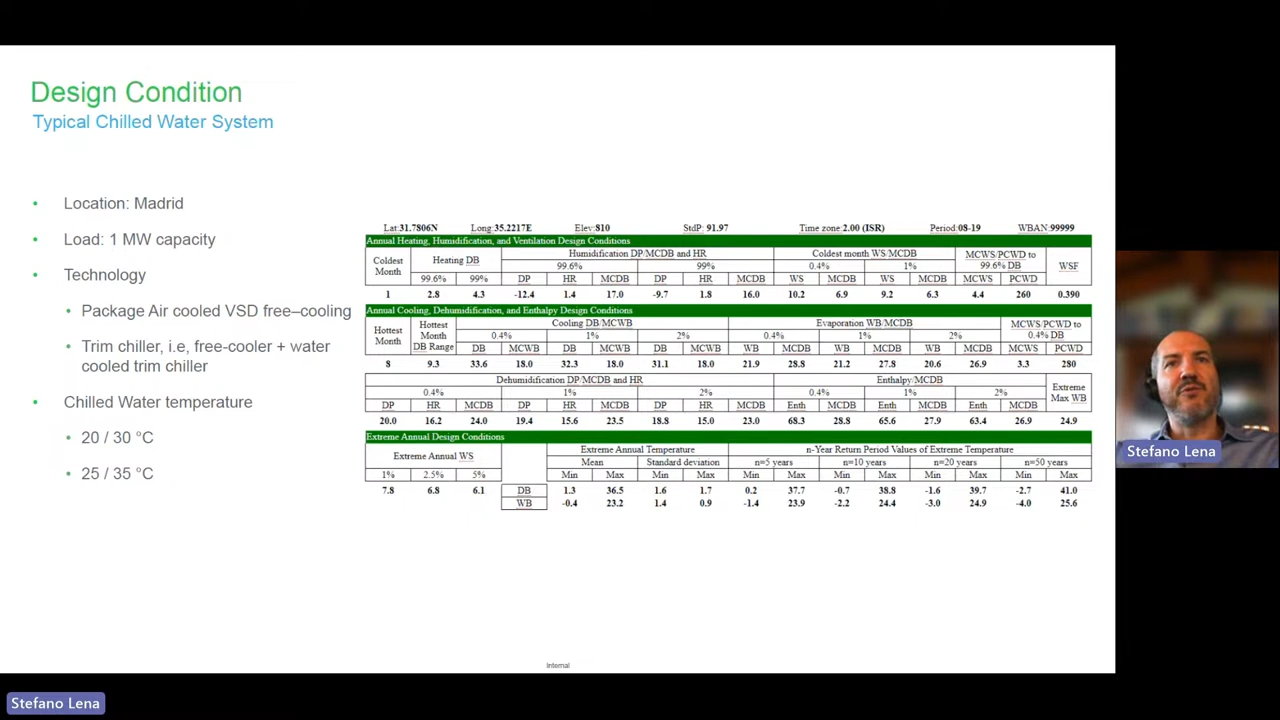 Design Condition
Typical Chilled Water System
• Location: Madrid
• Load: 1 MW capacity
• Technology
• Package Air cooled VSD free–cooling
• Trim chiller, i.e, free-cooler + water
cooled trim chiller
• Chilled Water temperature
• 20 / 30 °C
• 25 / 35 °C
Lat:31.7806N Long:35.2217E Elev:810 StdP: 91.97 Time zone:2.00 (ISR) Period:08-19 WBAN:99999
Annual Heating, Humidification, and Ventilation Design Conditions
Coldest Month Heating DB Humidification DP/MCDB and HR Coldest month WS/MCDB MCWS/PCWD to 99.6% DB WSF
99.6% 99% 0.4% 1%
99.6% 99% DP HR MCDB DP HR MCDB WS MCDB WS MCDB MCWS PCWD
1 2.8 4.3 -12.4 1.4 17.0 -9.7 1.8 16.0 10.2 6.9 9.2 6.3 4.4 260 0.390
Annual Cooling, Dehumidification, and Enthalpy Design Conditions
Hottest Month Hottest Month DB Range Cooling DB/MCWB Evaporation WB/MCDB MCWS/PCWD to 0.4% DB
0.4% 1% 2% 0.4% 1% 2%
DB MCWB DB MCWB DB MCWB WB MCDB WB MCDB WB MCDB MCWS PCWD
8 9.3 33.6 18.0 32.3 18.0 31.1 18.0 21.9 28.8 21.2 27.8 20.6 26.9 3.3 280
Dehumidification DP/MCDB and HR Enthalpy/MCDB Extreme Max WB
0.4% 1% 2% 0.4% 1% 2%
DP HR MCDB DP HR MCDB DP HR MCDB Enth MCDB Enth MCDB Enth MCDB
20.0 16.2 24.0 19.4 15.6 23.5 18.8 15.0 23.0 68.3 28.8 65.6 27.9 63.4 26.9 24.9
Extreme Annual Design Conditions
Extreme Annual WS Extreme Annual Temperature n-Year Return Period Values of Extreme Temperature
Mean Standard deviation n=5 years n=10 years n=20 years n=50 years
1% 2.5% 5% Min Max Min Max Min Max Min Max Min Max Min Max
7.8 6.8 6.1 DB 1.3 36.5 1.6 1.7 0.2 37.7 -0.7 38.8 -1.6 39.7 -2.7 41.0
WB -0.4 23.2 1.4 0.9 -1.4 23.9 -2.2 24.4 -3.0 24.9 -4.0 25.6
Stefano Lena
Internal
Stefano Lena